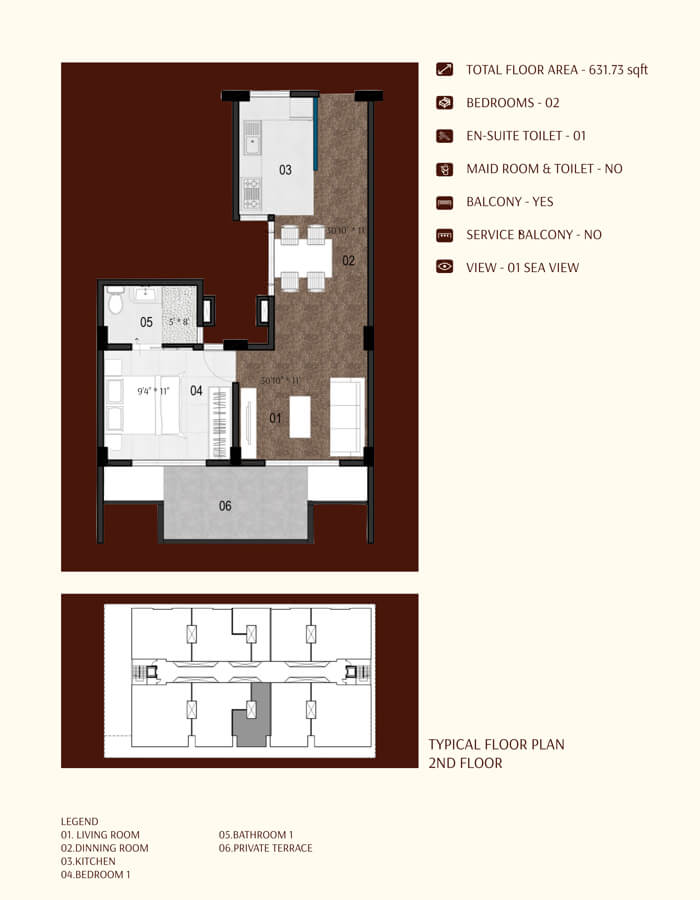 TOTAL FLOOR AREA - 631.73 sqft
BEDROOMS - 02
EN-SUITE TOILET - 01
MAID ROOM & TOILET - NO
BALCONY - YES
SERVICE BALCONY - NO
VIEW - 01 SEA VIEW
03
30'10" * 11'
02
05
5' * 8'
9'4" * 11"
04
30'10" * 11'
01
06
TYPICAL FLOOR PLAN
2ND FLOOR
LEGEND
01. LIVING ROOM
02.DINNING ROOM
03.KITCHEN
04.BEDROOM 1
05.BATHROOM 1
06.PRIVATE TERRACE